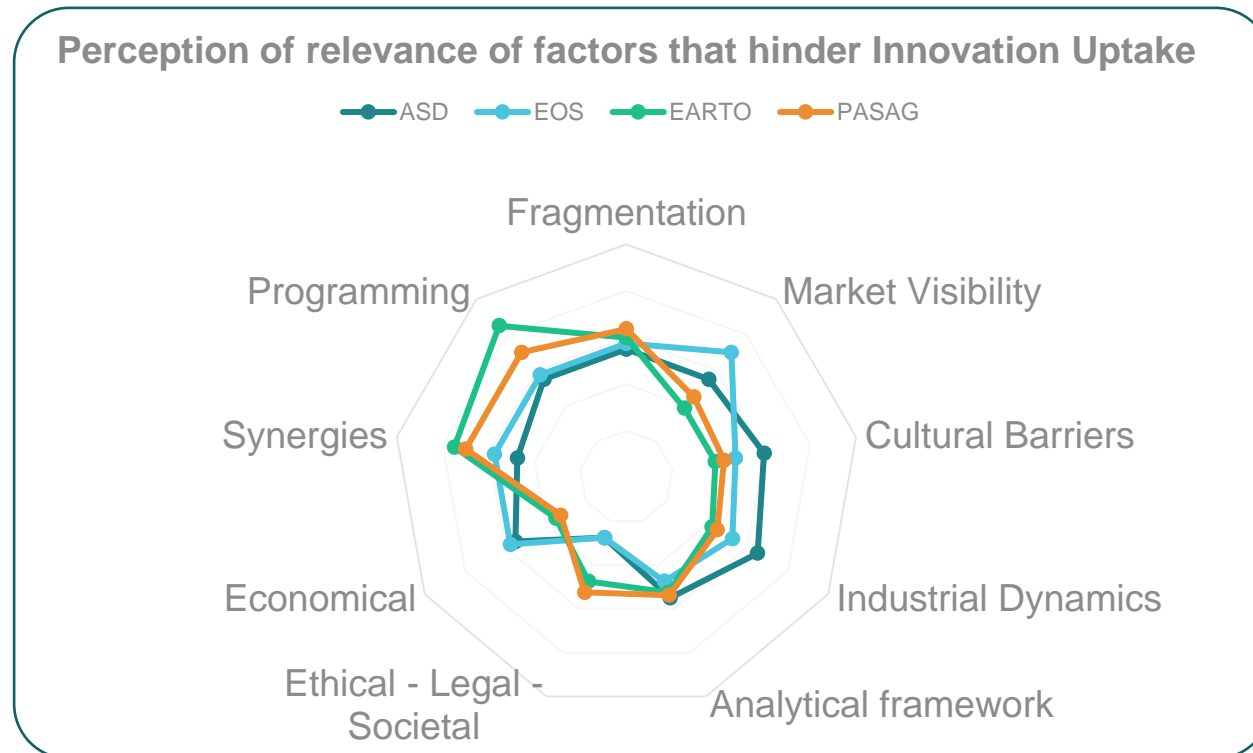 Perception of relevance of factors that hinder Innovation Uptake
ASD EOS EARTO PASAG
Fragmentation
Programming
Market Visibility
Synergies
Cultural Barriers
Economical
Industrial Dynamics
Ethical - Legal -
Societal
Analytical framework